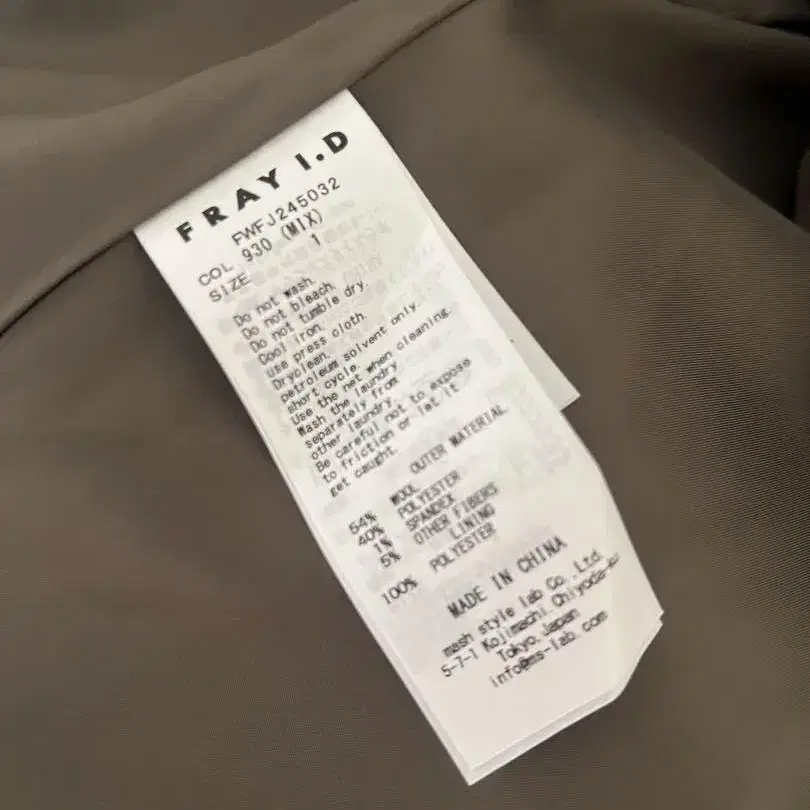 FRAY I.D
FWFJ245032
COL 930 (MIX)
SIZE 1
Do not wash.
Do not bleach.
Do not tumble dry.
Cool iron.
use press cloth.
Dryclean.
petroleum solvent only.
short cycle.
Use the net when cleaning.
Wash the laundry
separately from
other laundry.
Be careful not to expose
to friction or let it
get caught.
OUTER MATERIAL
54% WOOL
40% POLYESTER
1% SPANDEX
5% OTHER FIBERS
LINING
100% POLYESTER
MADE IN CHINA
mash style lab Co., Ltd.
5-7-1 Kojimachi, Chiyoda-ku
Tokyo, Japan
info@ms-lab.com